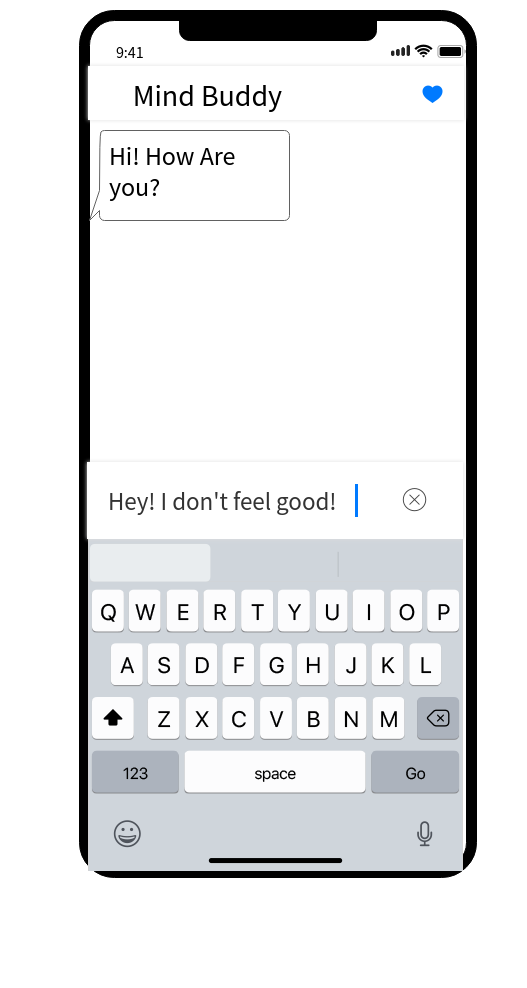 9:41
Mind Buddy
Hi! How Are
you?
Hey! I don't feel good!
Q W E R T Y U I O P
A S D F G H J K L
Z X C V B N M
123 space Go